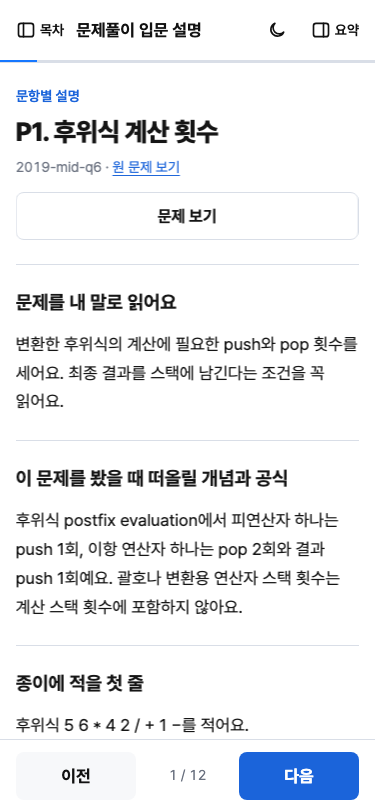 목차 문제풀이 입문 설명 요약
문항별 설명
P1. 후위식 계산 횟수
2019-mid-q6 · 원 문제 보기
문제 보기
문제를 내 말로 읽어요
변환한 후위식의 계산에 필요한 push와 pop 횟수를
세어요. 최종 결과를 스택에 남긴다는 조건을 꼭
읽어요.
이 문제를 봤을 때 떠올릴 개념과 공식
후위식 postfix evaluation에서 피연산자 하나는
push 1회, 이항 연산자 하나는 pop 2회와 결과
push 1회예요. 괄호나 변환용 연산자 스택 횟수는
계산 스택 횟수에 포함하지 않아요.
종이에 적을 첫 줄
후위식 5 6 * 4 2 / + 1 −를 적어요.
이전 1 / 12 다음